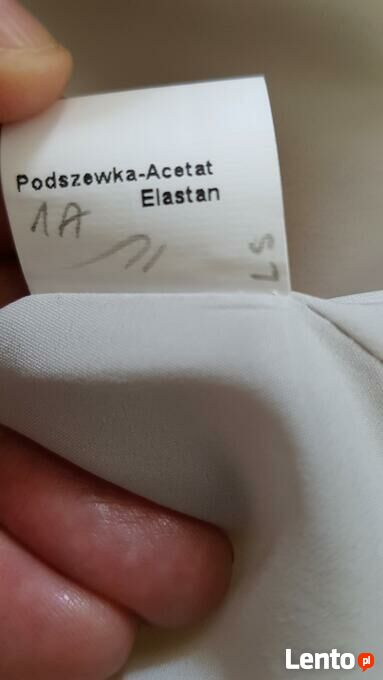 Podszewka-Acetat
Elastan
1A
LS
Lento.pl